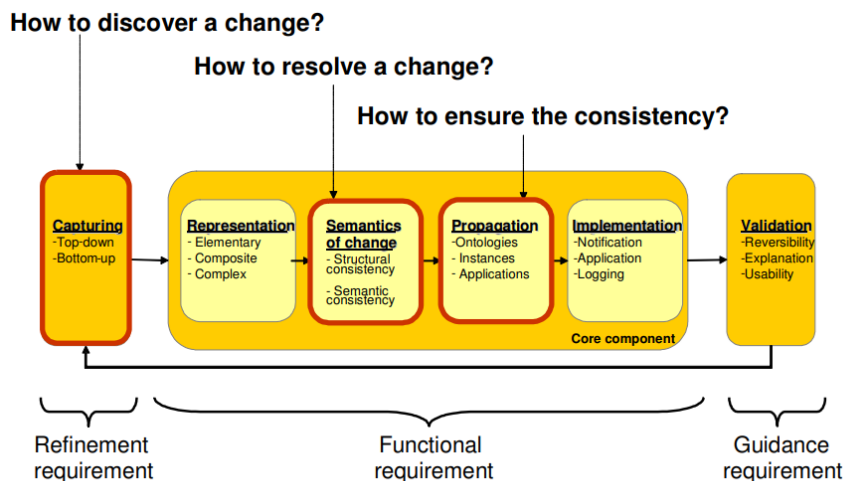 How to discover a change?
How to resolve a change?
How to ensure the consistency?
Capturing
-Top-down
-Bottom-up
Representation
- Elementary
- Composite
- Complex
Semantics
of change
- Structural
consistency
- Semantic
consistency
Propagation
-Ontologies
- Instances
- Applications
Implementation
-Notification
-Application
-Logging
Core component
Validation
-Reversibility
-Explanation
-Usability
Refinement
requirement
Functional
requirement
Guidance
requirement